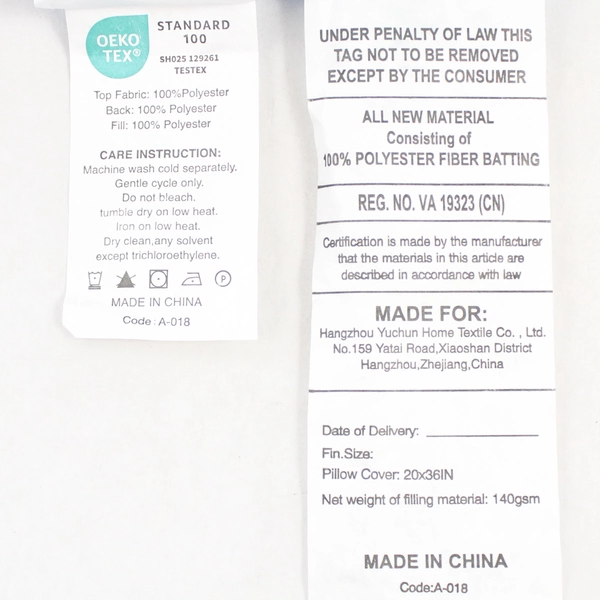 OEKO
TEX®
STANDARD
100
SH025 129261
TESTEX
Top Fabric: 100%Polyester
Back: 100% Polyester
Fill: 100% Polyester
CARE INSTRUCTION:
Machine wash cold separately.
Gentle cycle only.
Do not bleach.
tumble dry on low heat.
Iron on low heat.
Dry clean,any solvent
except trichloroethylene.
P
MADE IN CHINA
Code: A-018
UNDER PENALTY OF LAW THIS
TAG NOT TO BE REMOVED
EXCEPT BY THE CONSUMER
ALL NEW MATERIAL
Consisting of
100% POLYESTER FIBER BATTING
REG. NO. VA 19323 (CN)
Certification is made by the manufacturer
that the materials in this article are
described in accordance with law
MADE FOR:
Hangzhou Yuchun Home Textile Co. , Ltd.
No.159 Yatai Road,Xiaoshan District
Hangzhou,Zhejiang,China
Date of Delivery:
Fin.Size:
Pillow Cover: 20x36IN
Net weight of filling material: 140gsm
MADE IN CHINA
Code:A-018